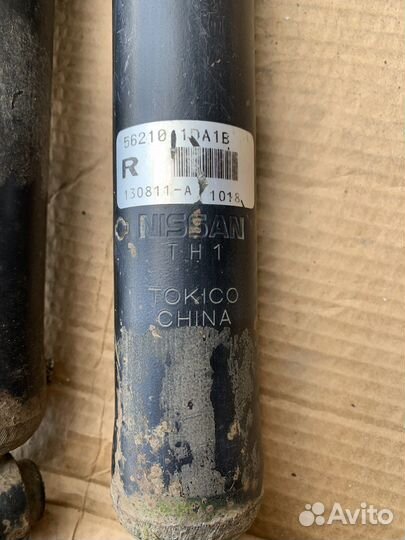 56210 1DA1B
R
130811-A 1018
NISSAN
TH1
TOKICO
CHINA
Avito